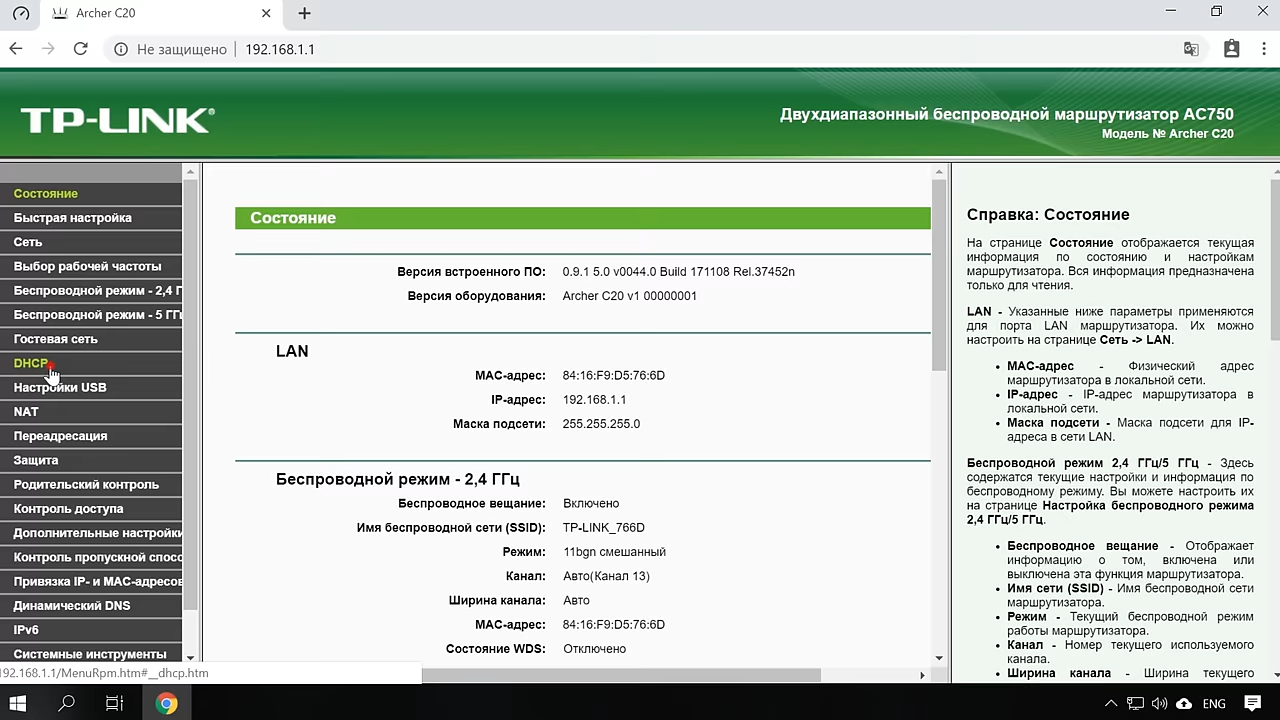 Archer C20
Не защищено
192.168.1.1
TP-LINK®
Двухдиапазонный беспроводной маршрутизатор AC750
Модель № Archer C20
Состояние
Быстрая настройка
Сеть
Выбор рабочей частоты
Беспроводной режим - 2,4 Г
Беспроводной режим - 5 ГГ
Гостевая сеть
DHCP
Настройки USB
NAT
Переадресация
Защита
Родительский контроль
Контроль доступа
Дополнительные настройки
Контроль пропускной спос
Привязка IP- и MAC-адресов
Динамический DNS
IPv6
Системные инструменты
192.168.1.1/MenuRpm.htm#__dhcp.htm
Состояние
Версия встроенного ПО: 0.9.1 5.0 v0044.0 Build 171108 Rel.37452n
Версия оборудования: Archer C20 v1 00000001
LAN
MAC-адрес: 84:16:F9:D5:76:6D
IP-адрес: 192.168.1.1
Маска подсети: 255.255.255.0
Беспроводной режим - 2,4 ГГц
Беспроводное вещание: Включено
Имя беспроводной сети (SSID): TP-LINK_766D
Режим: 11bgn смешанный
Канал: Авто(Канал 13)
Ширина канала: Авто
MAC-адрес: 84:16:F9:D5:76:6D
Состояние WDS: Отключено
Справка: Состояние
На странице Состояние отображается текущая
информация по состоянию и настройкам
маршрутизатора. Вся информация предназначена
только для чтения.
LAN - Указанные ниже параметры применяются
для порта LAN маршрутизатора. Их можно
настроить на странице Сеть -> LAN.
• MAC-адрес - Физический адрес
маршрутизатора в локальной сети.
• IP-адрес - IP-адрес маршрутизатора в
локальной сети.
• Маска подсети - Маска подсети для IP-
адреса в сети LAN.
Беспроводной режим 2,4 ГГц/5 ГГц - Здесь
содержатся текущие настройки и информация по
беспроводному режиму. Вы можете настроить их
на странице Настройка беспроводного режима
2,4 ГГц/5 ГГц.
• Беспроводное вещание - Отображает
информацию о том, включена или
выключена эта функция маршрутизатора.
• Имя сети (SSID) - Имя беспроводной сети
маршрутизатора.
• Режим - Текущий беспроводной режим
работы маршрутизатора.
• Канал - Номер текущего используемого
канала.
• Ширина канала - Ширина текущего
ENG